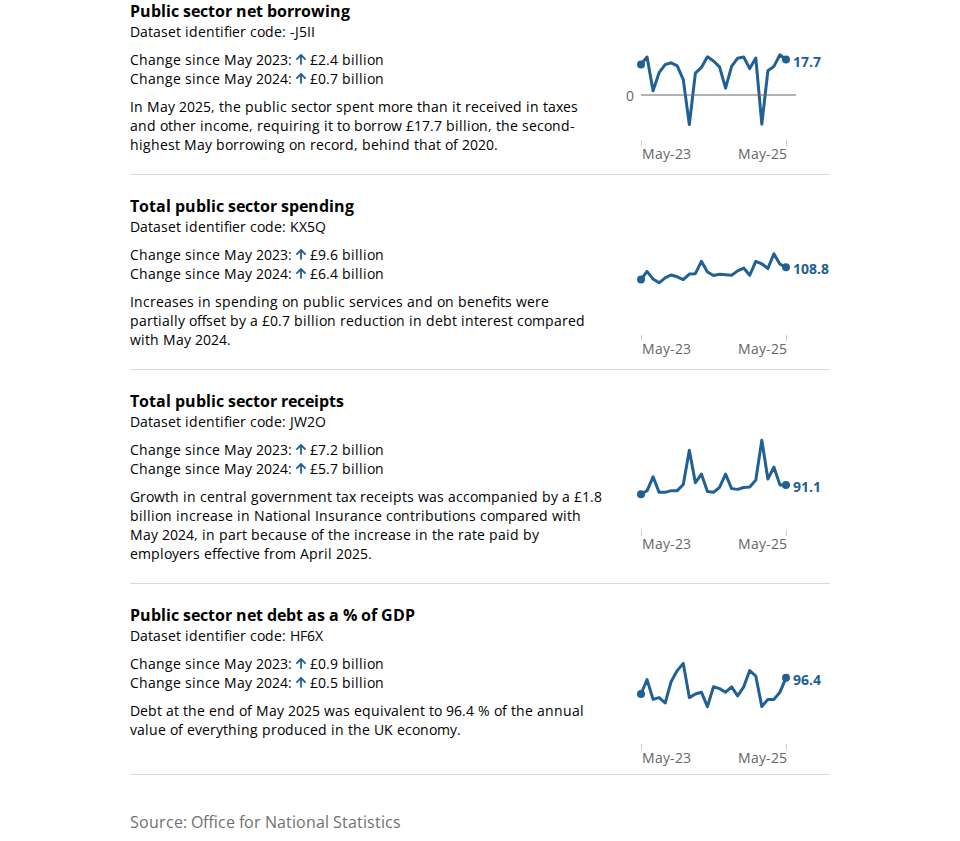 Public sector net borrowing
Dataset identifier code: -J5II
Change since May 2023: ↑ £2.4 billion
Change since May 2024: ↑ £0.7 billion
In May 2025, the public sector spent more than it received in taxes
and other income, requiring it to borrow £17.7 billion, the second-
highest May borrowing on record, behind that of 2020.
17.7
0
May-23 May-25
Total public sector spending
Dataset identifier code: KX5Q
Change since May 2023: ↑ £9.6 billion
Change since May 2024: ↑ £6.4 billion
Increases in spending on public services and on benefits were
partially offset by a £0.7 billion reduction in debt interest compared
with May 2024.
108.8
May-23 May-25
Total public sector receipts
Dataset identifier code: JW2O
Change since May 2023: ↑ £7.2 billion
Change since May 2024: ↑ £5.7 billion
Growth in central government tax receipts was accompanied by a £1.8
billion increase in National Insurance contributions compared with
May 2024, in part because of the increase in the rate paid by
employers effective from April 2025.
91.1
May-23 May-25
Public sector net debt as a % of GDP
Dataset identifier code: HF6X
Change since May 2023: ↑ £0.9 billion
Change since May 2024: ↑ £0.5 billion
Debt at the end of May 2025 was equivalent to 96.4 % of the annual
value of everything produced in the UK economy.
96.4
May-23 May-25
Source: Office for National Statistics